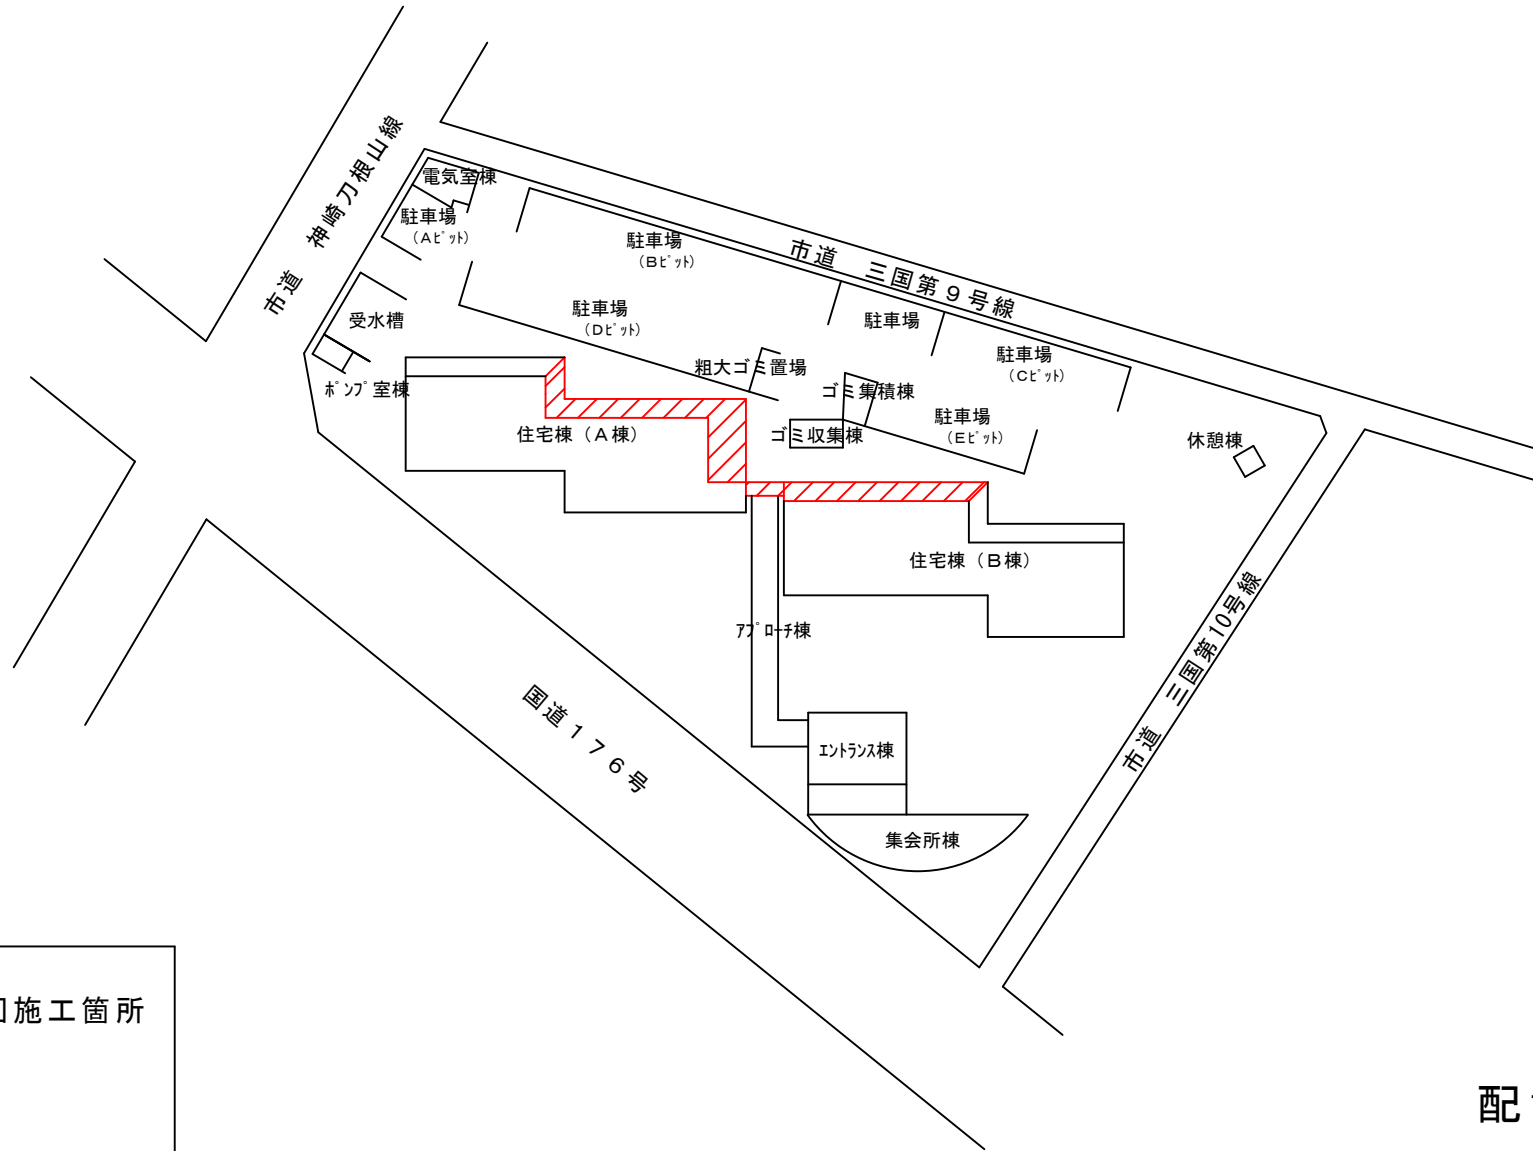 市道　神崎刀根山線
電気室棟
駐車場
（Aﾋﾟｯﾄ）
駐車場
（Bﾋﾟｯﾄ）
市道　三国第９号線
受水槽
駐車場
（Dﾋﾟｯﾄ）
駐車場
駐車場
（Cﾋﾟｯﾄ）
ﾎﾟﾝﾌﾟ室棟
粗大ゴミ置場
ゴミ集積棟
住宅棟（Ａ棟）
ゴミ収集棟
駐車場
（Eﾋﾟｯﾄ）
休憩棟
住宅棟（Ｂ棟）
ｱﾌﾟﾛｰﾁ棟
市道　三国第10号線
国道１７６号
ｴﾝﾄﾗﾝｽ棟
集会所棟
施工箇所
配